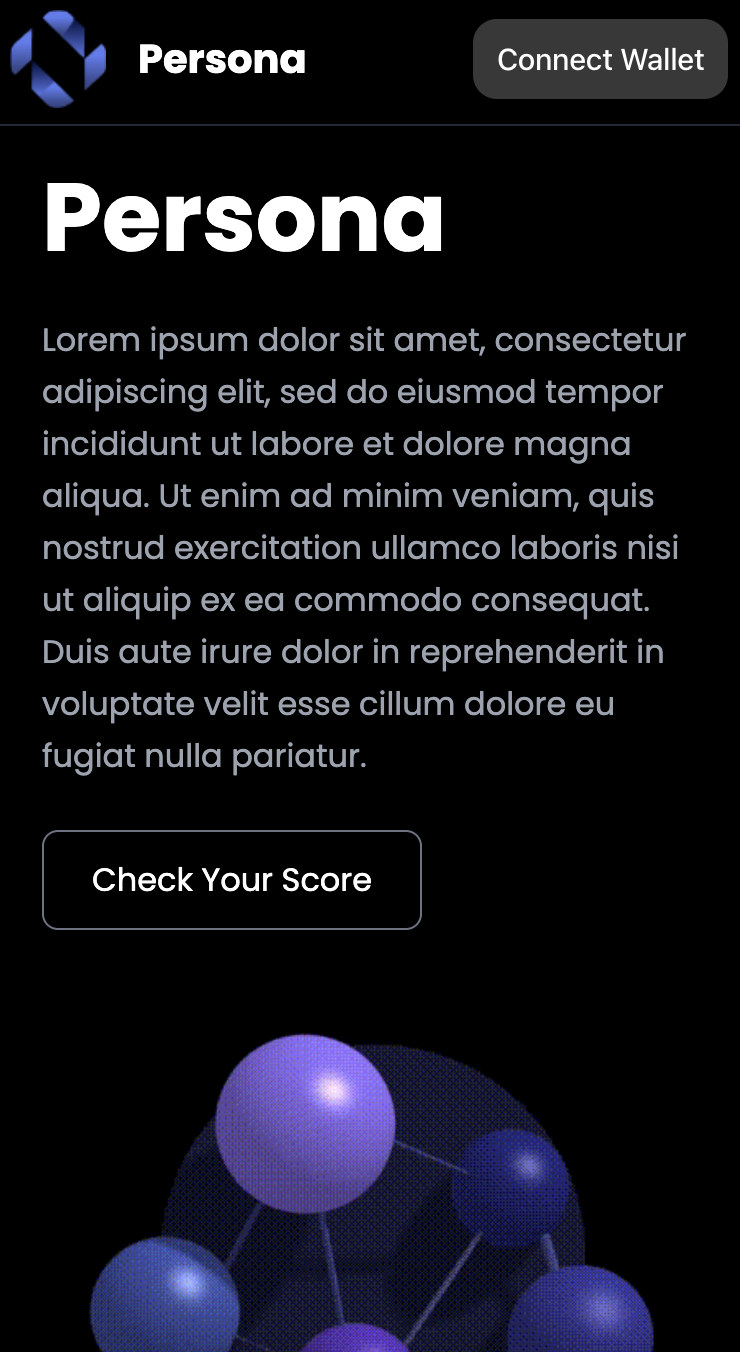 Persona
Connect Wallet
Persona
Lorem ipsum dolor sit amet, consectetur
adipiscing elit, sed do eiusmod tempor
incididunt ut labore et dolore magna
aliqua. Ut enim ad minim veniam, quis
nostrud exercitation ullamco laboris nisi
ut aliquip ex ea commodo consequat.
Duis aute irure dolor in reprehenderit in
voluptate velit esse cillum dolore eu
fugiat nulla pariatur.
Check Your Score